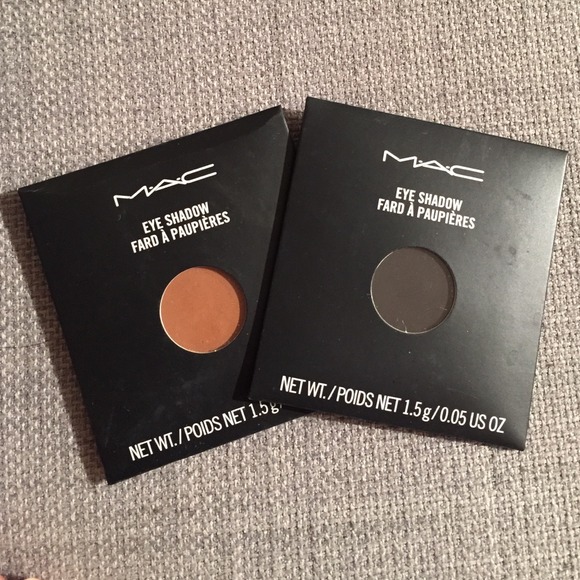 M·A·C
EYE SHADOW
FARD À PAUPIÈRES
NET WT./POIDS NET 1.5 g/
M·A·C
EYE SHADOW
FARD À PAUPIÈRES
NET WT./POIDS NET 1.5 g/0.05 US OZ